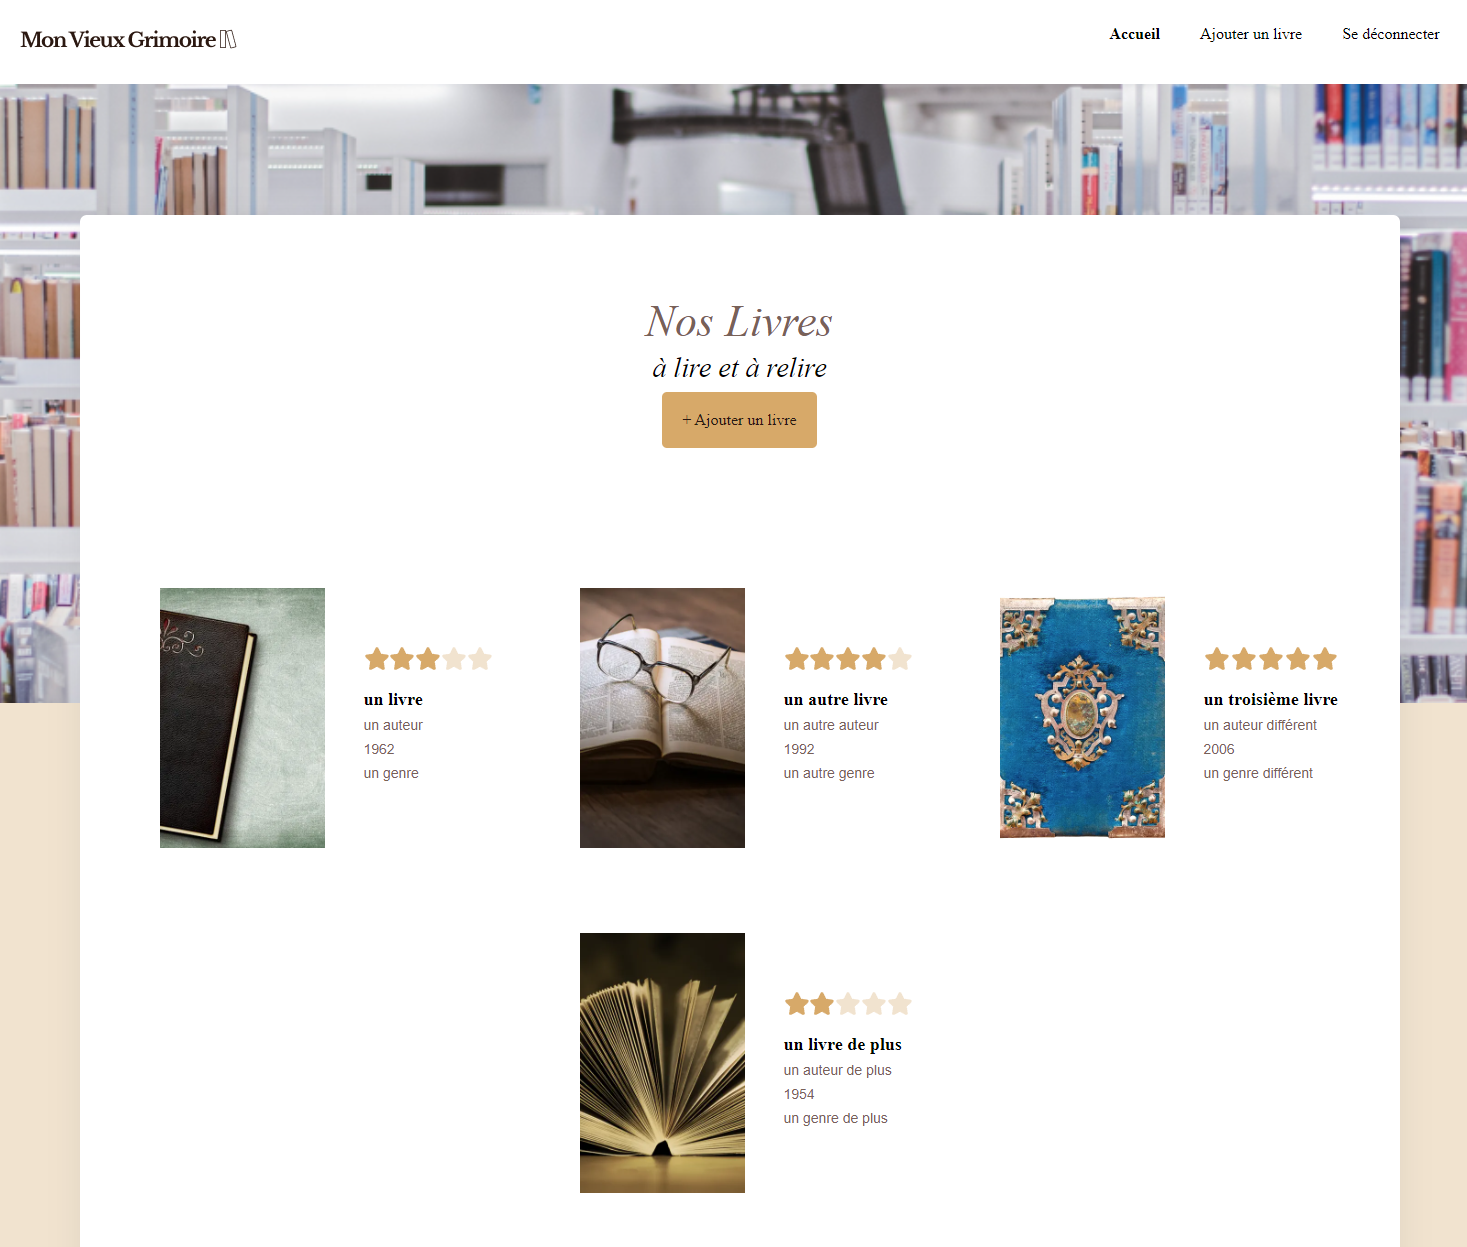 Mon Vieux Grimoire
Accueil
Ajouter un livre
Se déconnecter
Nos Livres
à lire et à relire
+ Ajouter un livre
un livre
un auteur
1962
un genre
un autre livre
un autre auteur
1992
un autre genre
un troisième livre
un auteur différent
2006
un genre différent
un livre de plus
un auteur de plus
1954
un genre de plus